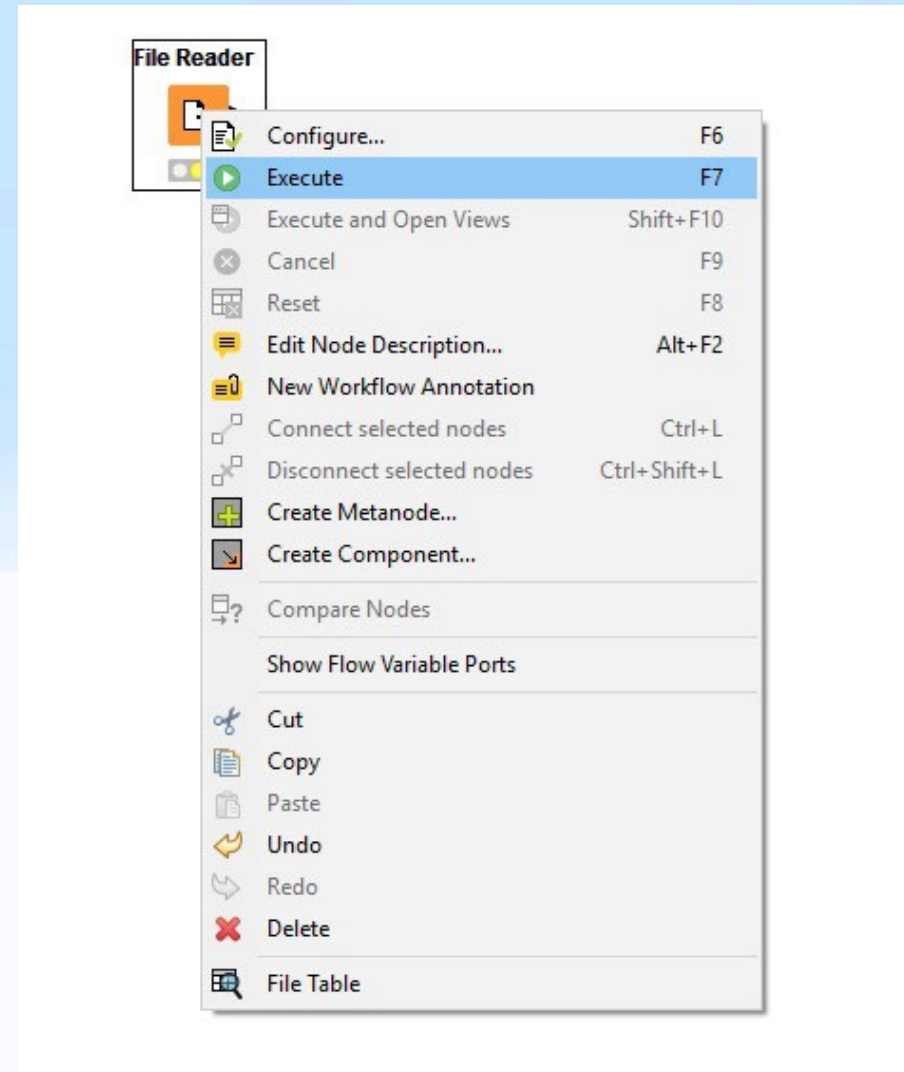 File Reader
Configure... F6
Execute F7
Execute and Open Views Shift+F10
Cancel F9
Reset F8
Edit Node Description... Alt+F2
New Workflow Annotation
Connect selected nodes Ctrl+L
Disconnect selected nodes Ctrl+Shift+L
Create Metanode...
Create Component...
Compare Nodes
Show Flow Variable Ports
Cut
Copy
Paste
Undo
Redo
Delete
File Table